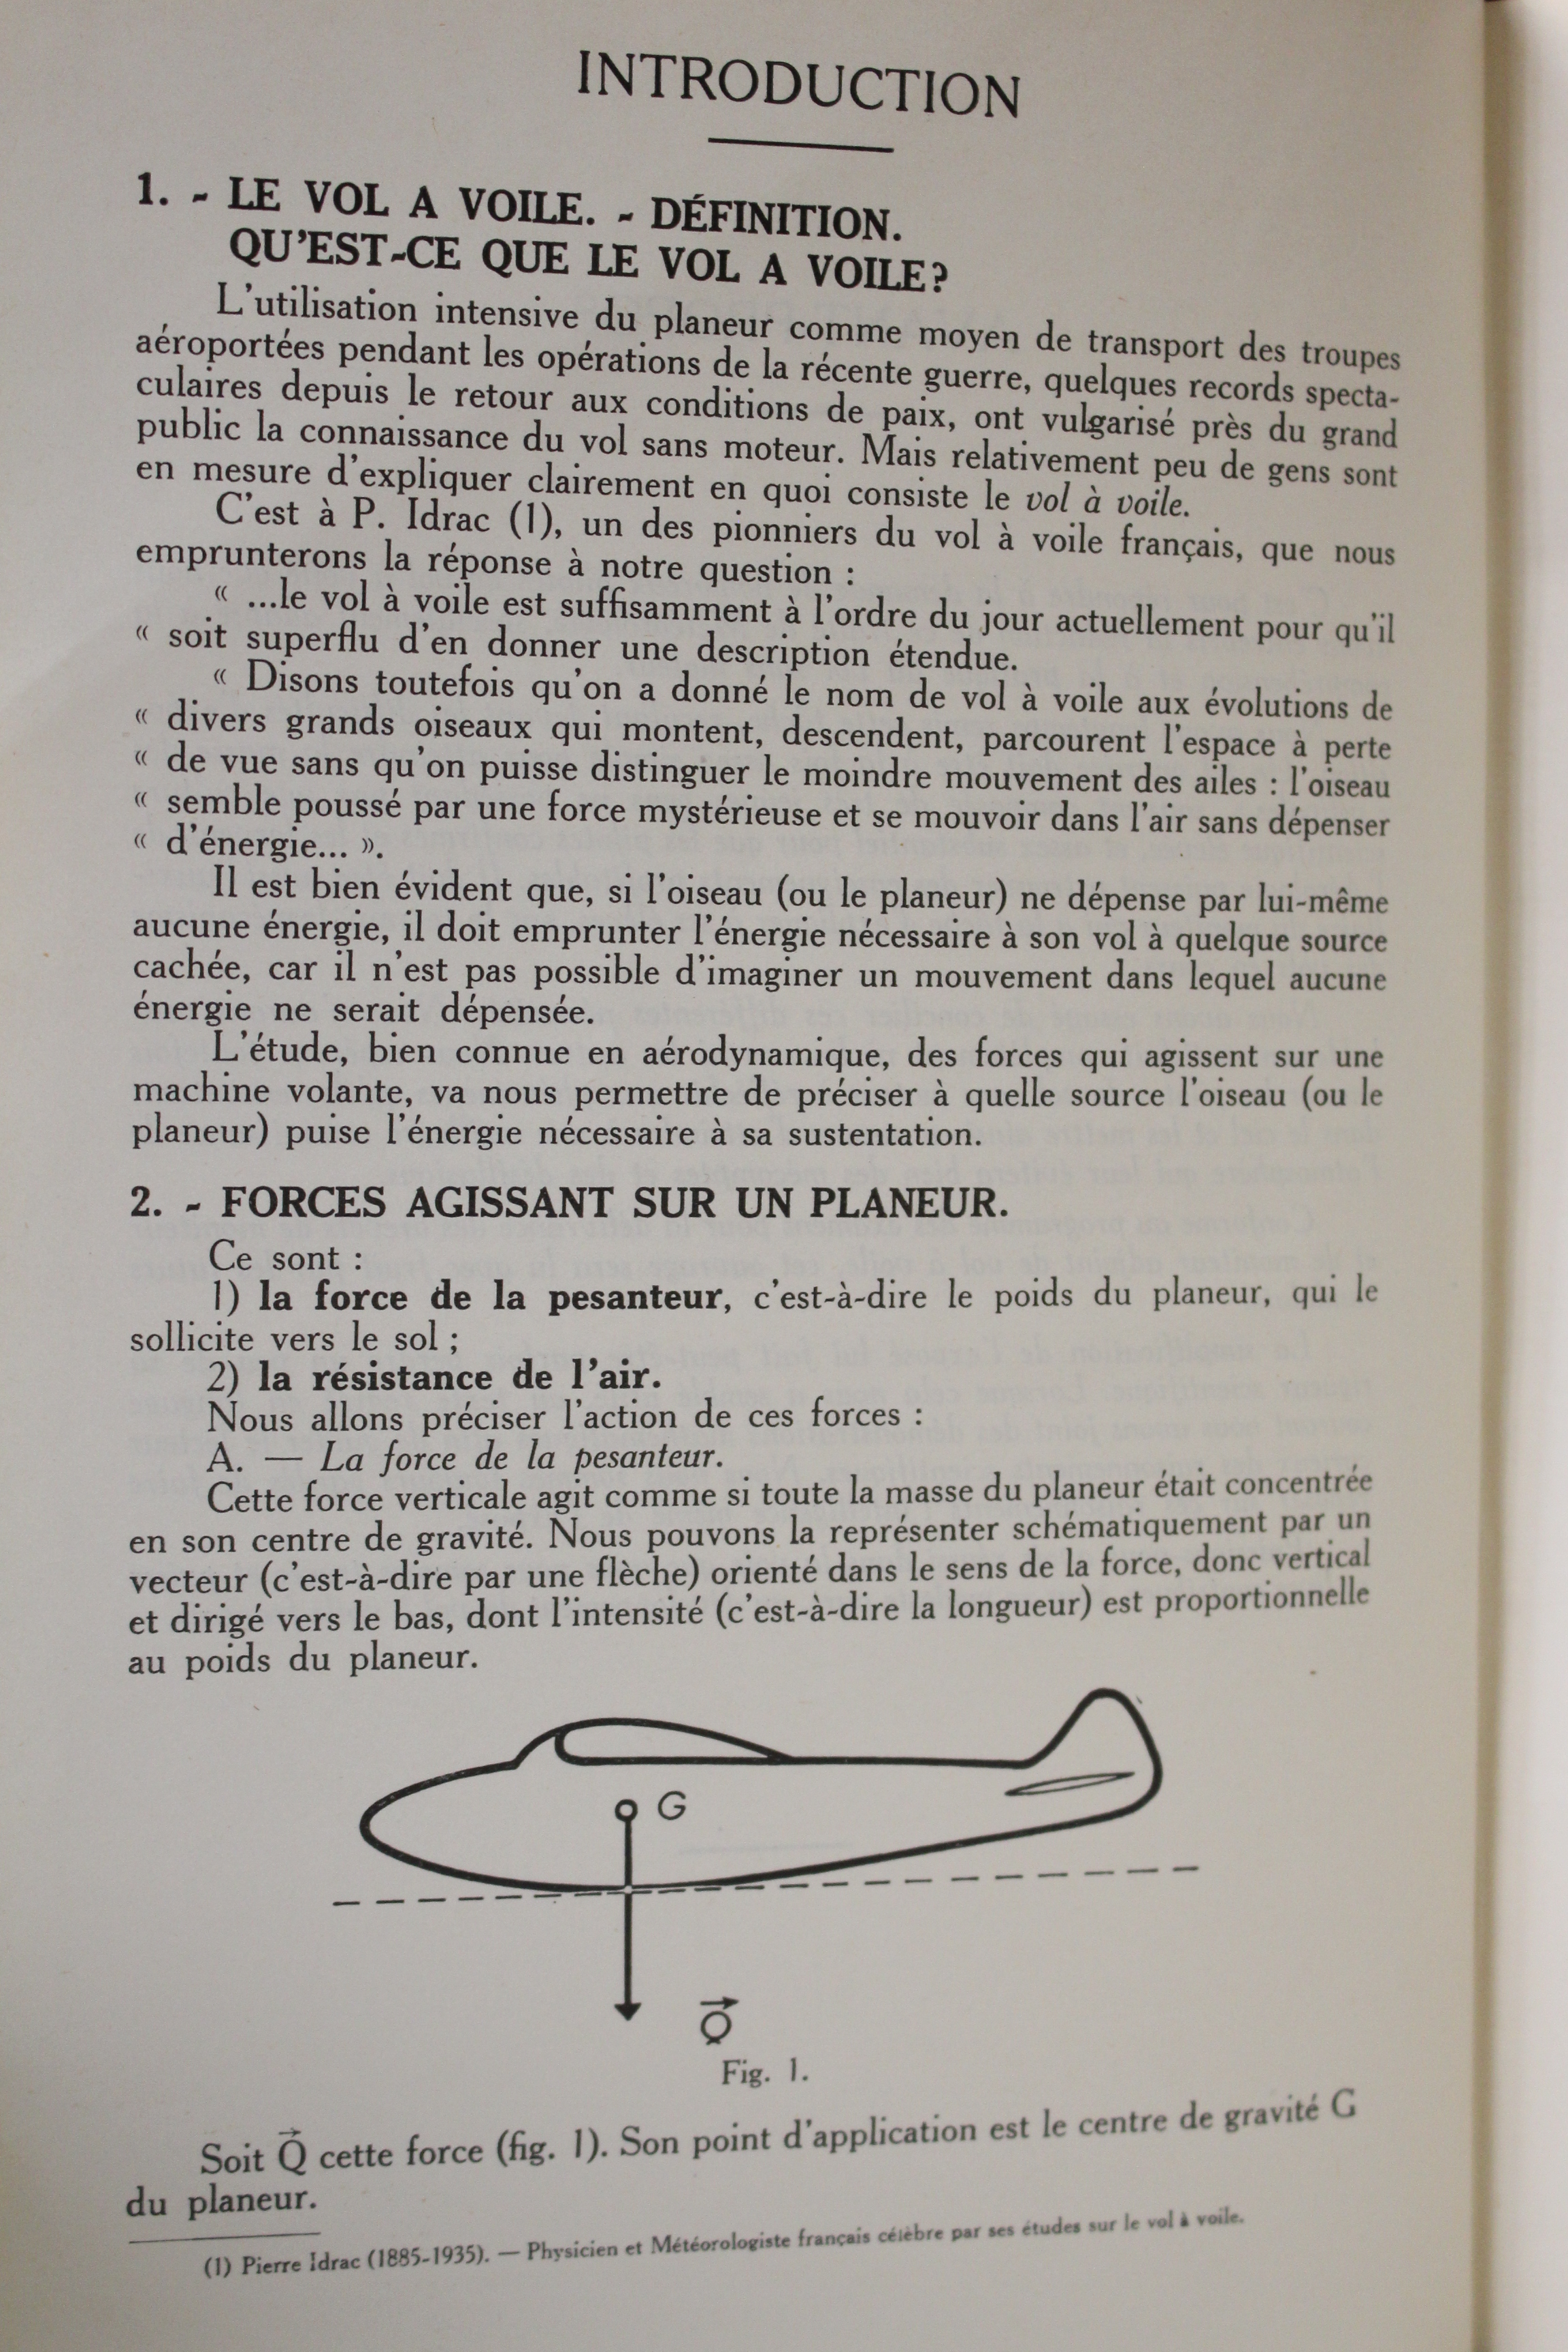 INTRODUCTION
1. - LE VOL A VOILE. - DÉFINITION.
QU'EST-CE QUE LE VOL A VOILE?
L'utilisation intensive du planeur comme moyen de transport des troupes
aéroportées pendant les opérations de la récente guerre, quelques records specta-
culaires depuis le retour aux conditions de paix, ont vulgarisé près du grand
public la connaissance du vol sans moteur. Mais relativement peu de gens sont
en mesure d'expliquer clairement en quoi consiste le vol à voile.
C'est à P. Idrac (1), un des pionniers du vol à voile français, que nous
emprunterons la réponse à notre question :
« ...le vol à voile est suffisamment à l'ordre du jour actuellement pour qu'il
« soit superflu d'en donner une description étendue.
« Disons toutefois qu'on a donné le nom de vol à voile aux évolutions de
« divers grands oiseaux qui montent, descendent, parcourent l'espace à perte
« de vue sans qu'on puisse distinguer le moindre mouvement des ailes : l'oiseau
« semble poussé par une force mystérieuse et se mouvoir dans l'air sans dépenser
« d'énergie... ».
Il est bien évident que, si l'oiseau (ou le planeur) ne dépense par lui-même
aucune énergie, il doit emprunter l'énergie nécessaire à son vol à quelque source
cachée, car il n'est pas possible d'imaginer un mouvement dans lequel aucune
énergie ne serait dépensée.
L'étude, bien connue en aérodynamique, des forces qui agissent sur une
machine volante, va nous permettre de préciser à quelle source l'oiseau (ou le
planeur) puise l'énergie nécessaire à sa sustentation.
2. - FORCES AGISSANT SUR UN PLANEUR.
Ce sont :
1) la force de la pesanteur, c'est-à-dire le poids du planeur, qui le
sollicite vers le sol ;
2) la résistance de l'air.
Nous allons préciser l'action de ces forces :
A. — La force de la pesanteur.
Cette force verticale agit comme si toute la masse du planeur était concentrée
en son centre de gravité. Nous pouvons la représenter schématiquement par un
vecteur (c'est-à-dire par une flèche) orienté dans le sens de la force, donc vertical
et dirigé vers le bas, dont l'intensité (c'est-à-dire la longueur) est proportionnelle
au poids du planeur.
G
Q⃗
Fig. 1.
Soit Q⃗ cette force (fig. 1). Son point d'application est le centre de gravité G
du planeur.
(1) Pierre Idrac (1885-1935). — Physicien et Météorologiste français célèbre par ses études sur le vol à voile.